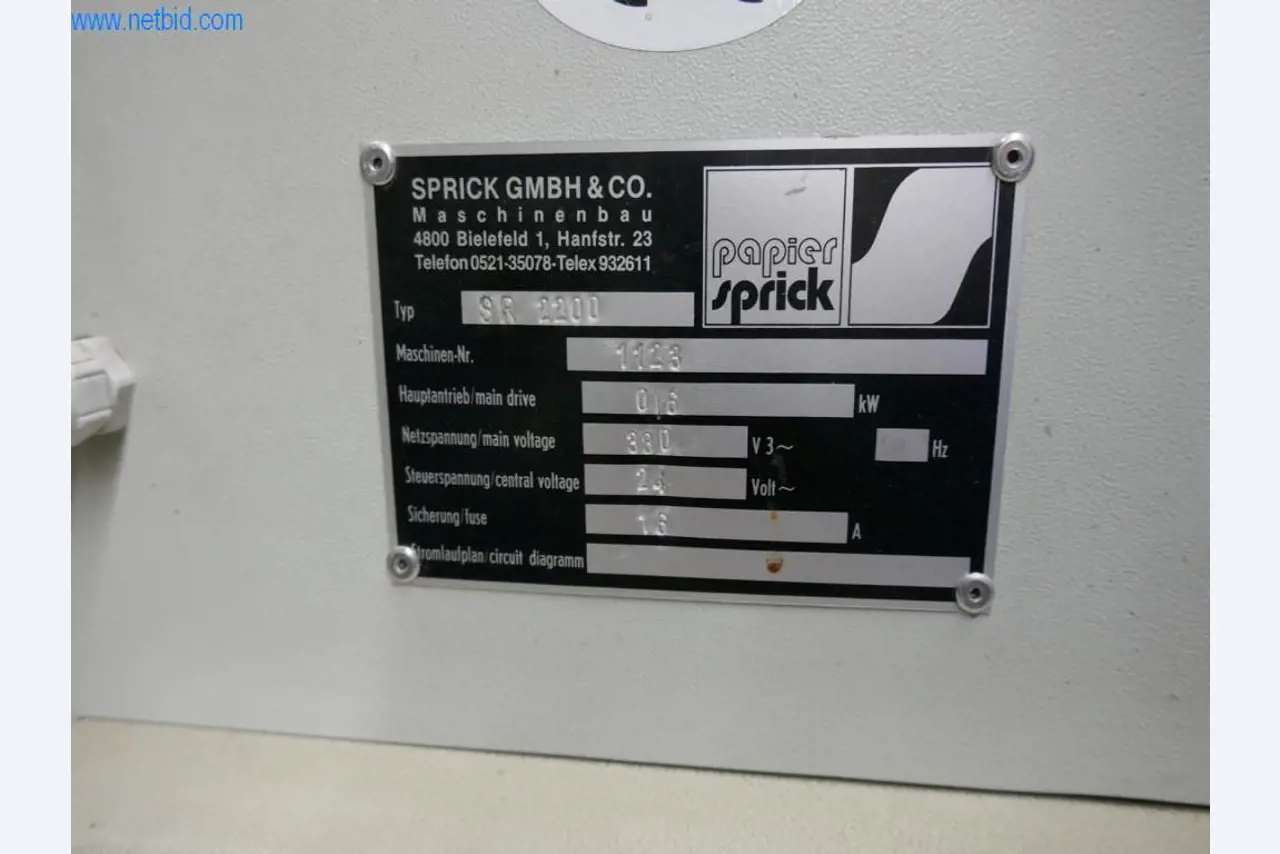 www.netbid.com
SPRICK GMBH & CO.
Maschinenbau
4800 Bielefeld 1, Hanfstr. 23
Telefon 0521-35078-Telex 932611
papier
sprick
Typ SR
Maschinen-Nr. 1123
Hauptantrieb/main drive 0,6 kW
Netzspannung/main voltage V 3~ Hz
Steuerspannung/central voltage 24 Volt~
Sicherung/fuse 16 A
Stromlaufplan/circuit diagramm